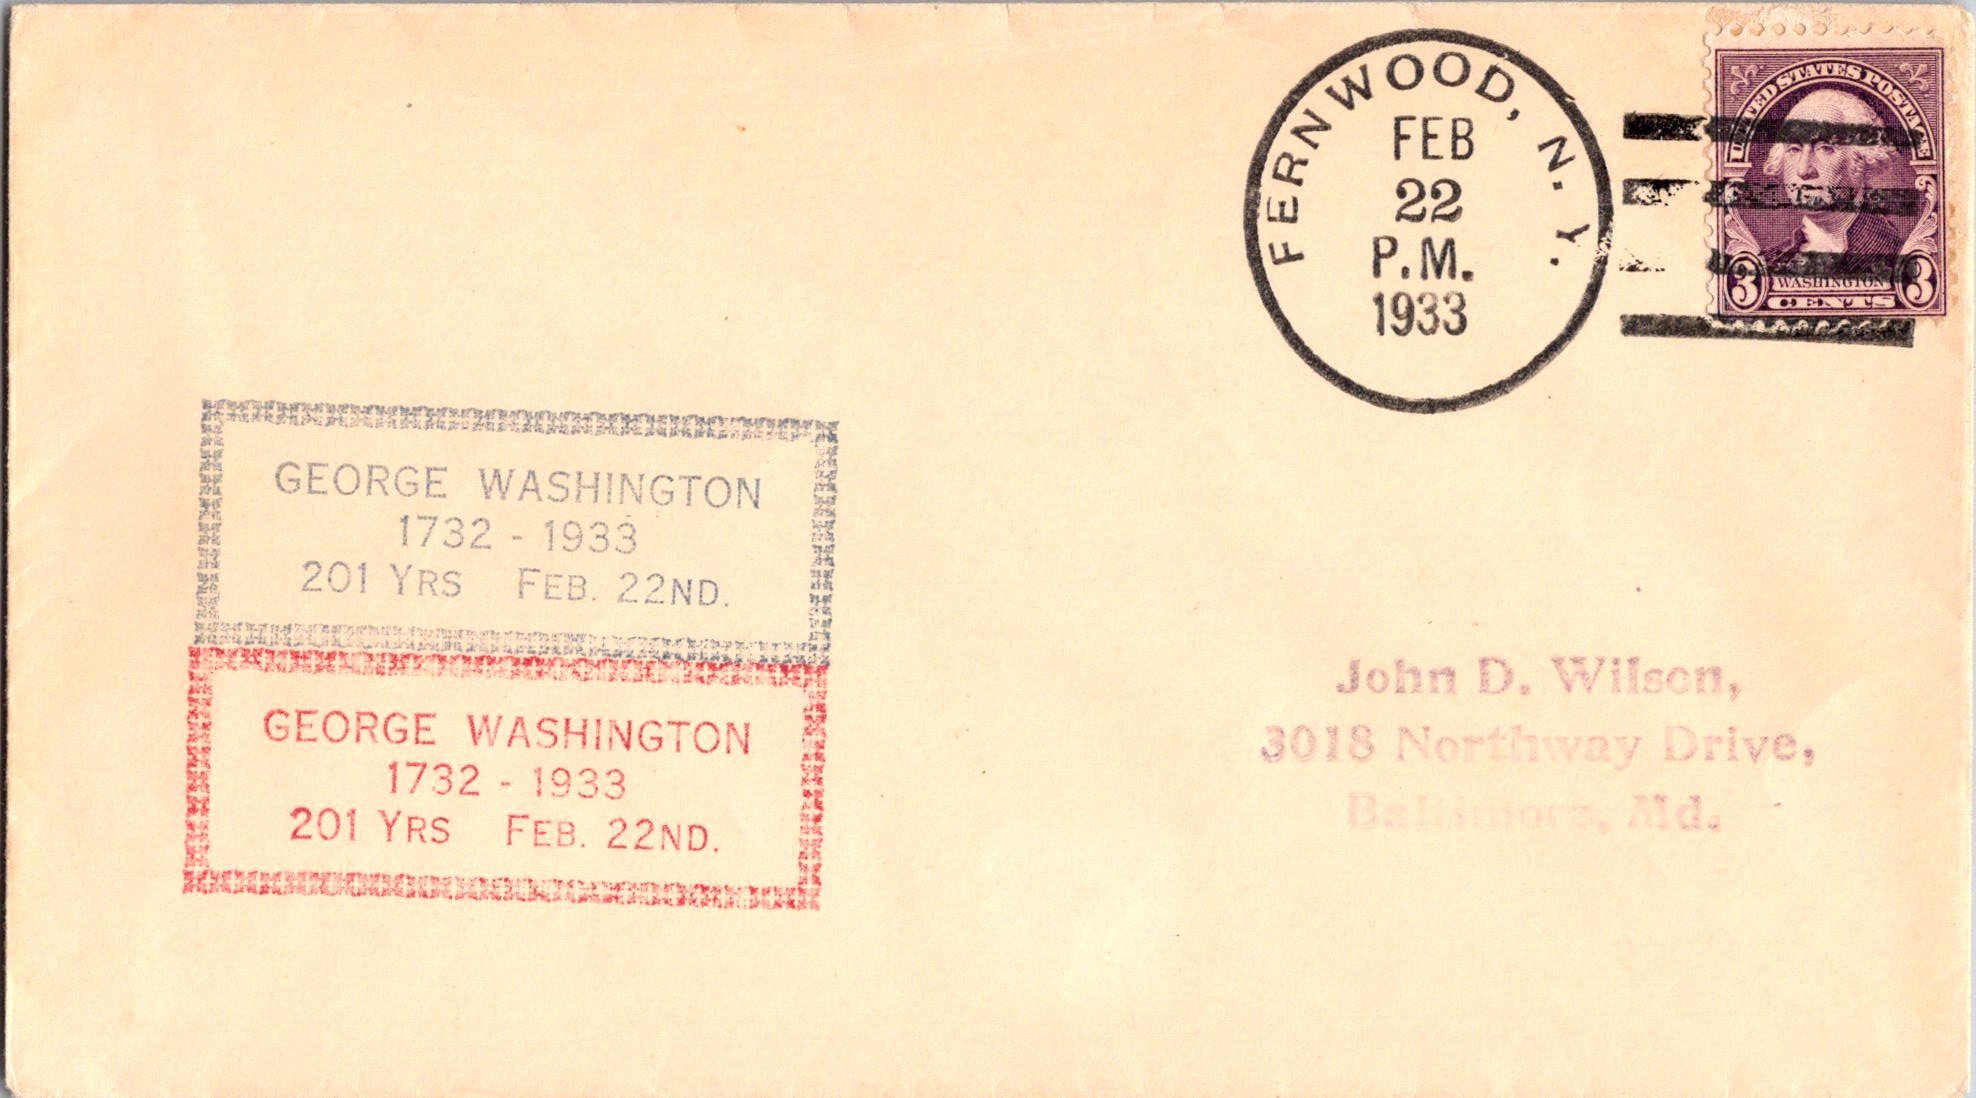 FERNWOOD, N. Y.
FEB
22
P.M.
1933
UNITED STATES POSTAGE
3 WASHINGTON 3
CENTS
GEORGE WASHINGTON
1732 - 1933
201 YRS FEB. 22ND.
GEORGE WASHINGTON
1732 - 1933
201 YRS FEB. 22ND.
John D. Wilson,
3018 Northway Drive,
Baltimore, Md.